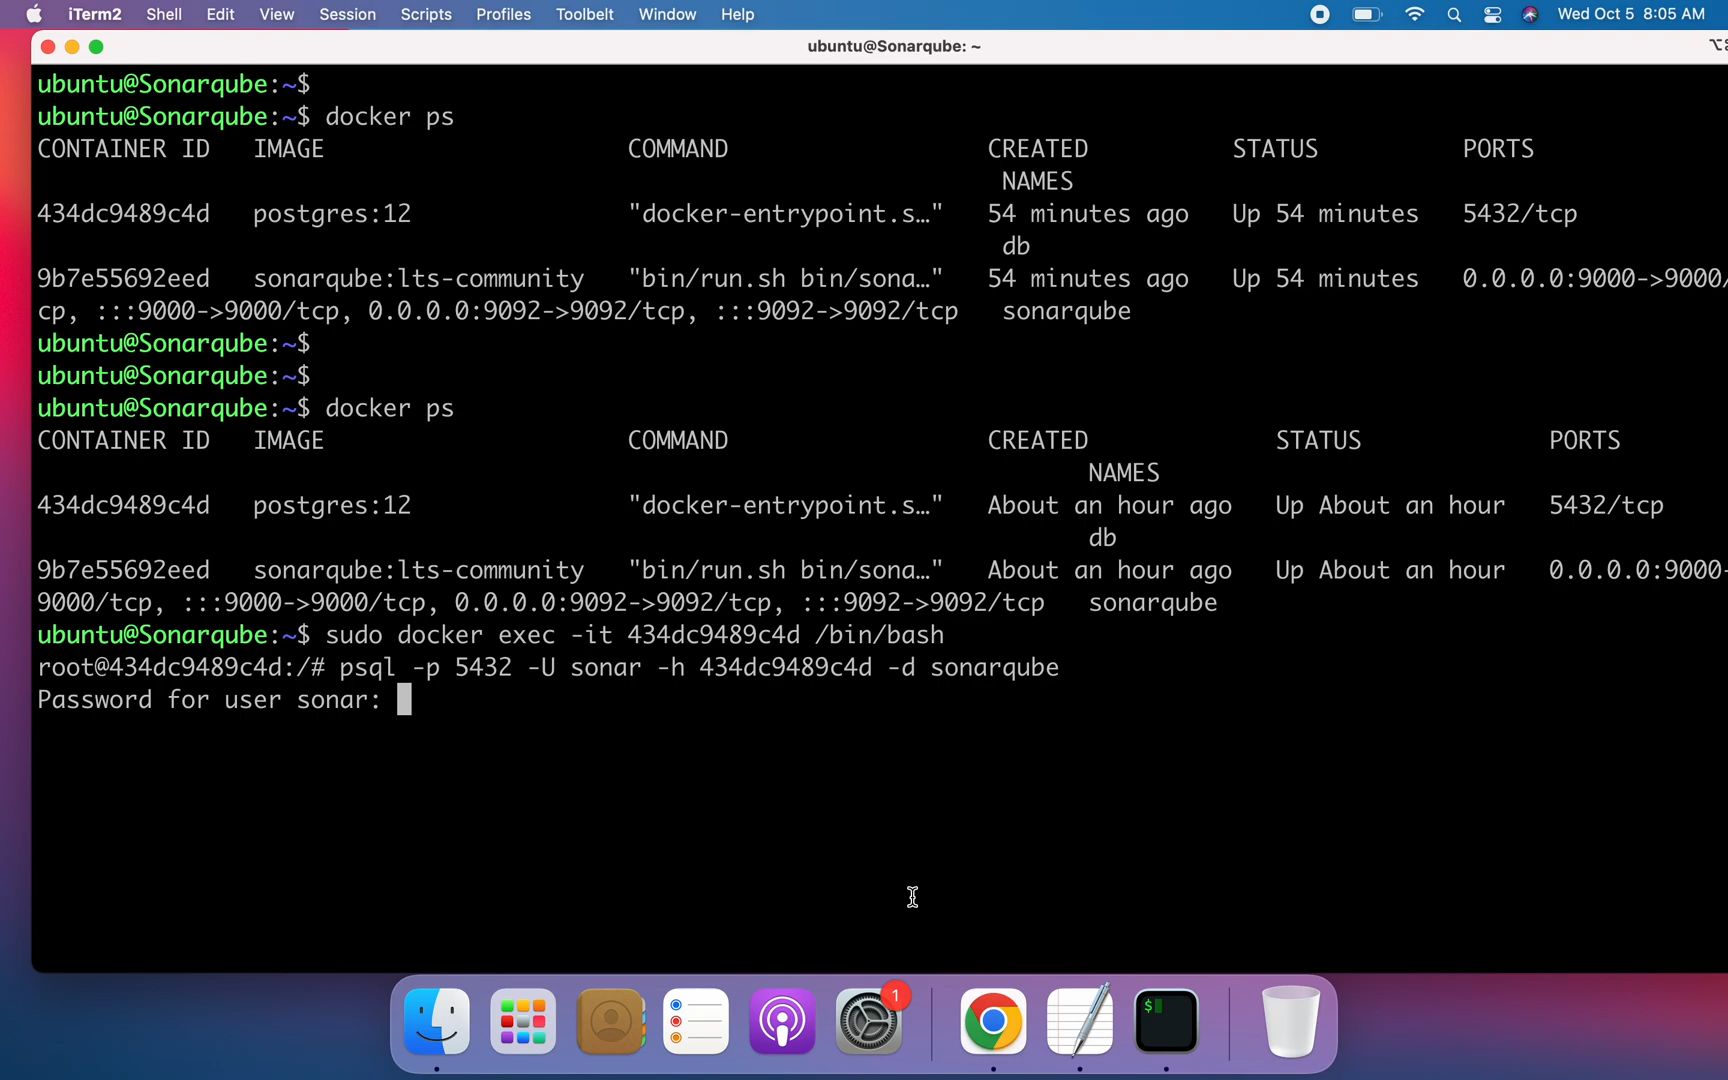 iTerm2 Shell Edit View Session Scripts Profiles Toolbelt Window Help Wed Oct 5 8:05 AM
ubuntu@Sonarqube: ~
ubuntu@Sonarqube:~$
ubuntu@Sonarqube:~$ docker ps
CONTAINER ID IMAGE COMMAND CREATED STATUS PORTS
NAMES
434dc9489c4d postgres:12 "docker-entrypoint.s…" 54 minutes ago Up 54 minutes 5432/tcp
db
9b7e55692eed sonarqube:lts-community "bin/run.sh bin/sona…" 54 minutes ago Up 54 minutes 0.0.0.0:9000->9000/
cp, :::9000->9000/tcp, 0.0.0.0:9092->9092/tcp, :::9092->9092/tcp sonarqube
ubuntu@Sonarqube:~$
ubuntu@Sonarqube:~$
ubuntu@Sonarqube:~$ docker ps
CONTAINER ID IMAGE COMMAND CREATED STATUS PORTS
NAMES
434dc9489c4d postgres:12 "docker-entrypoint.s…" About an hour ago Up About an hour 5432/tcp
db
9b7e55692eed sonarqube:lts-community "bin/run.sh bin/sona…" About an hour ago Up About an hour 0.0.0.0:9000-
9000/tcp, :::9000->9000/tcp, 0.0.0.0:9092->9092/tcp, :::9092->9092/tcp sonarqube
ubuntu@Sonarqube:~$ sudo docker exec -it 434dc9489c4d /bin/bash
root@434dc9489c4d:/# psql -p 5432 -U sonar -h 434dc9489c4d -d sonarqube
Password for user sonar:
1
$